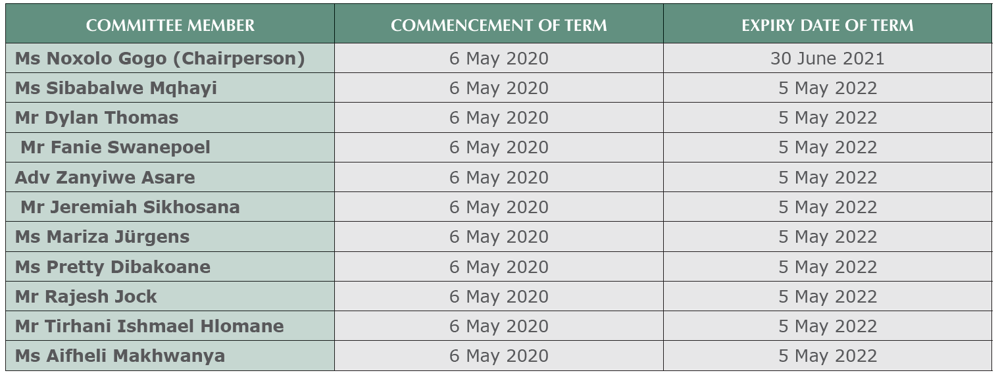 COMMITTEE MEMBER COMMENCEMENT OF TERM EXPIRY DATE OF TERM
Ms Noxolo Gogo (Chairperson) 6 May 2020 30 June 2021
Ms Sibabalwe Mqhayi 6 May 2020 5 May 2022
Mr Dylan Thomas 6 May 2020 5 May 2022
Mr Fanie Swanepoel 6 May 2020 5 May 2022
Adv Zanyiwe Asare 6 May 2020 5 May 2022
Mr Jeremiah Sikhosana 6 May 2020 5 May 2022
Ms Mariza Jürgens 6 May 2020 5 May 2022
Ms Pretty Dibakoane 6 May 2020 5 May 2022
Mr Rajesh Jock 6 May 2020 5 May 2022
Mr Tirhani Ishmael Hlomane 6 May 2020 5 May 2022
Ms Aifheli Makhwanya 6 May 2020 5 May 2022